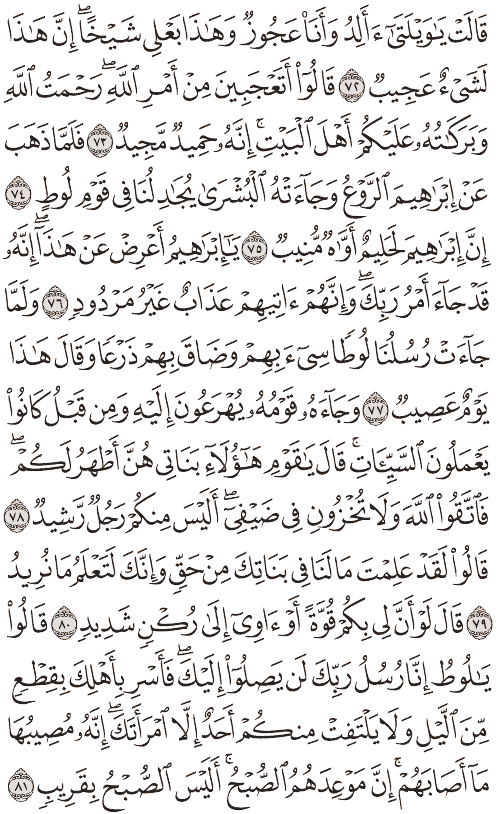 قَالَتْ يَٰوَيْلَتَىٰٓ ءَأَلِدُ وَأَنَا۠ عَجُوزٌ وَهَٰذَا بَعْلِى شَيْخًا ۖ إِنَّ هَٰذَا
لَشَىْءٌ عَجِيبٌ ٧٢ قَالُوٓا۟ أَتَعْجَبِينَ مِنْ أَمْرِ ٱللَّهِ ۖ رَحْمَتُ ٱللَّهِ
وَبَرَكَٰتُهُۥ عَلَيْكُمْ أَهْلَ ٱلْبَيْتِ ۚ إِنَّهُۥ حَمِيدٌ مَّجِيدٌ ٧٣ فَلَمَّا ذَهَبَ
عَنْ إِبْرَٰهِيمَ ٱلرَّوْعُ وَجَآءَتْهُ ٱلْبُشْرَىٰ يُجَٰدِلُنَا فِى قَوْمِ لُوطٍ ٧٤
إِنَّ إِبْرَٰهِيمَ لَحَلِيمٌ أَوَّٰهٌ مُّنِيبٌ ٧٥ يَٰٓإِبْرَٰهِيمُ أَعْرِضْ عَنْ هَٰذَآ ۖ إِنَّهُۥ
قَدْ جَآءَ أَمْرُ رَبِّكَ ۖ وَإِنَّهُمْ ءَاتِيهِمْ عَذَابٌ غَيْرُ مَرْدُودٍ ٧٦ وَلَمَّا
جَآءَتْ رُسُلُنَا لُوطًا سِىٓءَ بِهِمْ وَضَاقَ بِهِمْ ذَرْعًا وَقَالَ هَٰذَا
يَوْمٌ عَصِيبٌ ٧٧ وَجَآءَهُۥ قَوْمُهُۥ يُهْرَعُونَ إِلَيْهِ وَمِن قَبْلُ كَانُوا۟
يَعْمَلُونَ ٱلسَّيِّـَٔاتِ ۚ قَالَ يَٰقَوْمِ هَٰٓؤُلَآءِ بَنَاتِى هُنَّ أَطْهَرُ لَكُمْ ۖ
فَٱتَّقُوا۟ ٱللَّهَ وَلَا تُخْزُونِ فِى ضَيْفِىٓ ۖ أَلَيْسَ مِنكُمْ رَجُلٌ رَّشِيدٌ ٧٨
قَالُوا۟ لَقَدْ عَلِمْتَ مَا لَنَا فِى بَنَاتِكَ مِنْ حَقٍّ وَإِنَّكَ لَتَعْلَمُ مَا نُرِيدُ
٧٩ قَالَ لَوْ أَنَّ لِى بِكُمْ قُوَّةً أَوْ ءَاوِىٓ إِلَىٰ رُكْنٍ شَدِيدٍ ٨٠ قَالُوا۟
يَٰلُوطُ إِنَّا رُسُلُ رَبِّكَ لَن يَصِلُوٓا۟ إِلَيْكَ ۖ فَأَسْرِ بِأَهْلِكَ بِقِطْعٍ
مِّنَ ٱلَّيْلِ وَلَا يَلْتَفِتْ مِنكُمْ أَحَدٌ إِلَّا ٱمْرَأَتَكَ ۖ إِنَّهُۥ مُصِيبُهَا
مَآ أَصَابَهُمْ ۚ إِنَّ مَوْعِدَهُمُ ٱلصُّبْحُ ۚ أَلَيْسَ ٱلصُّبْحُ بِقَرِيبٍ ٨١